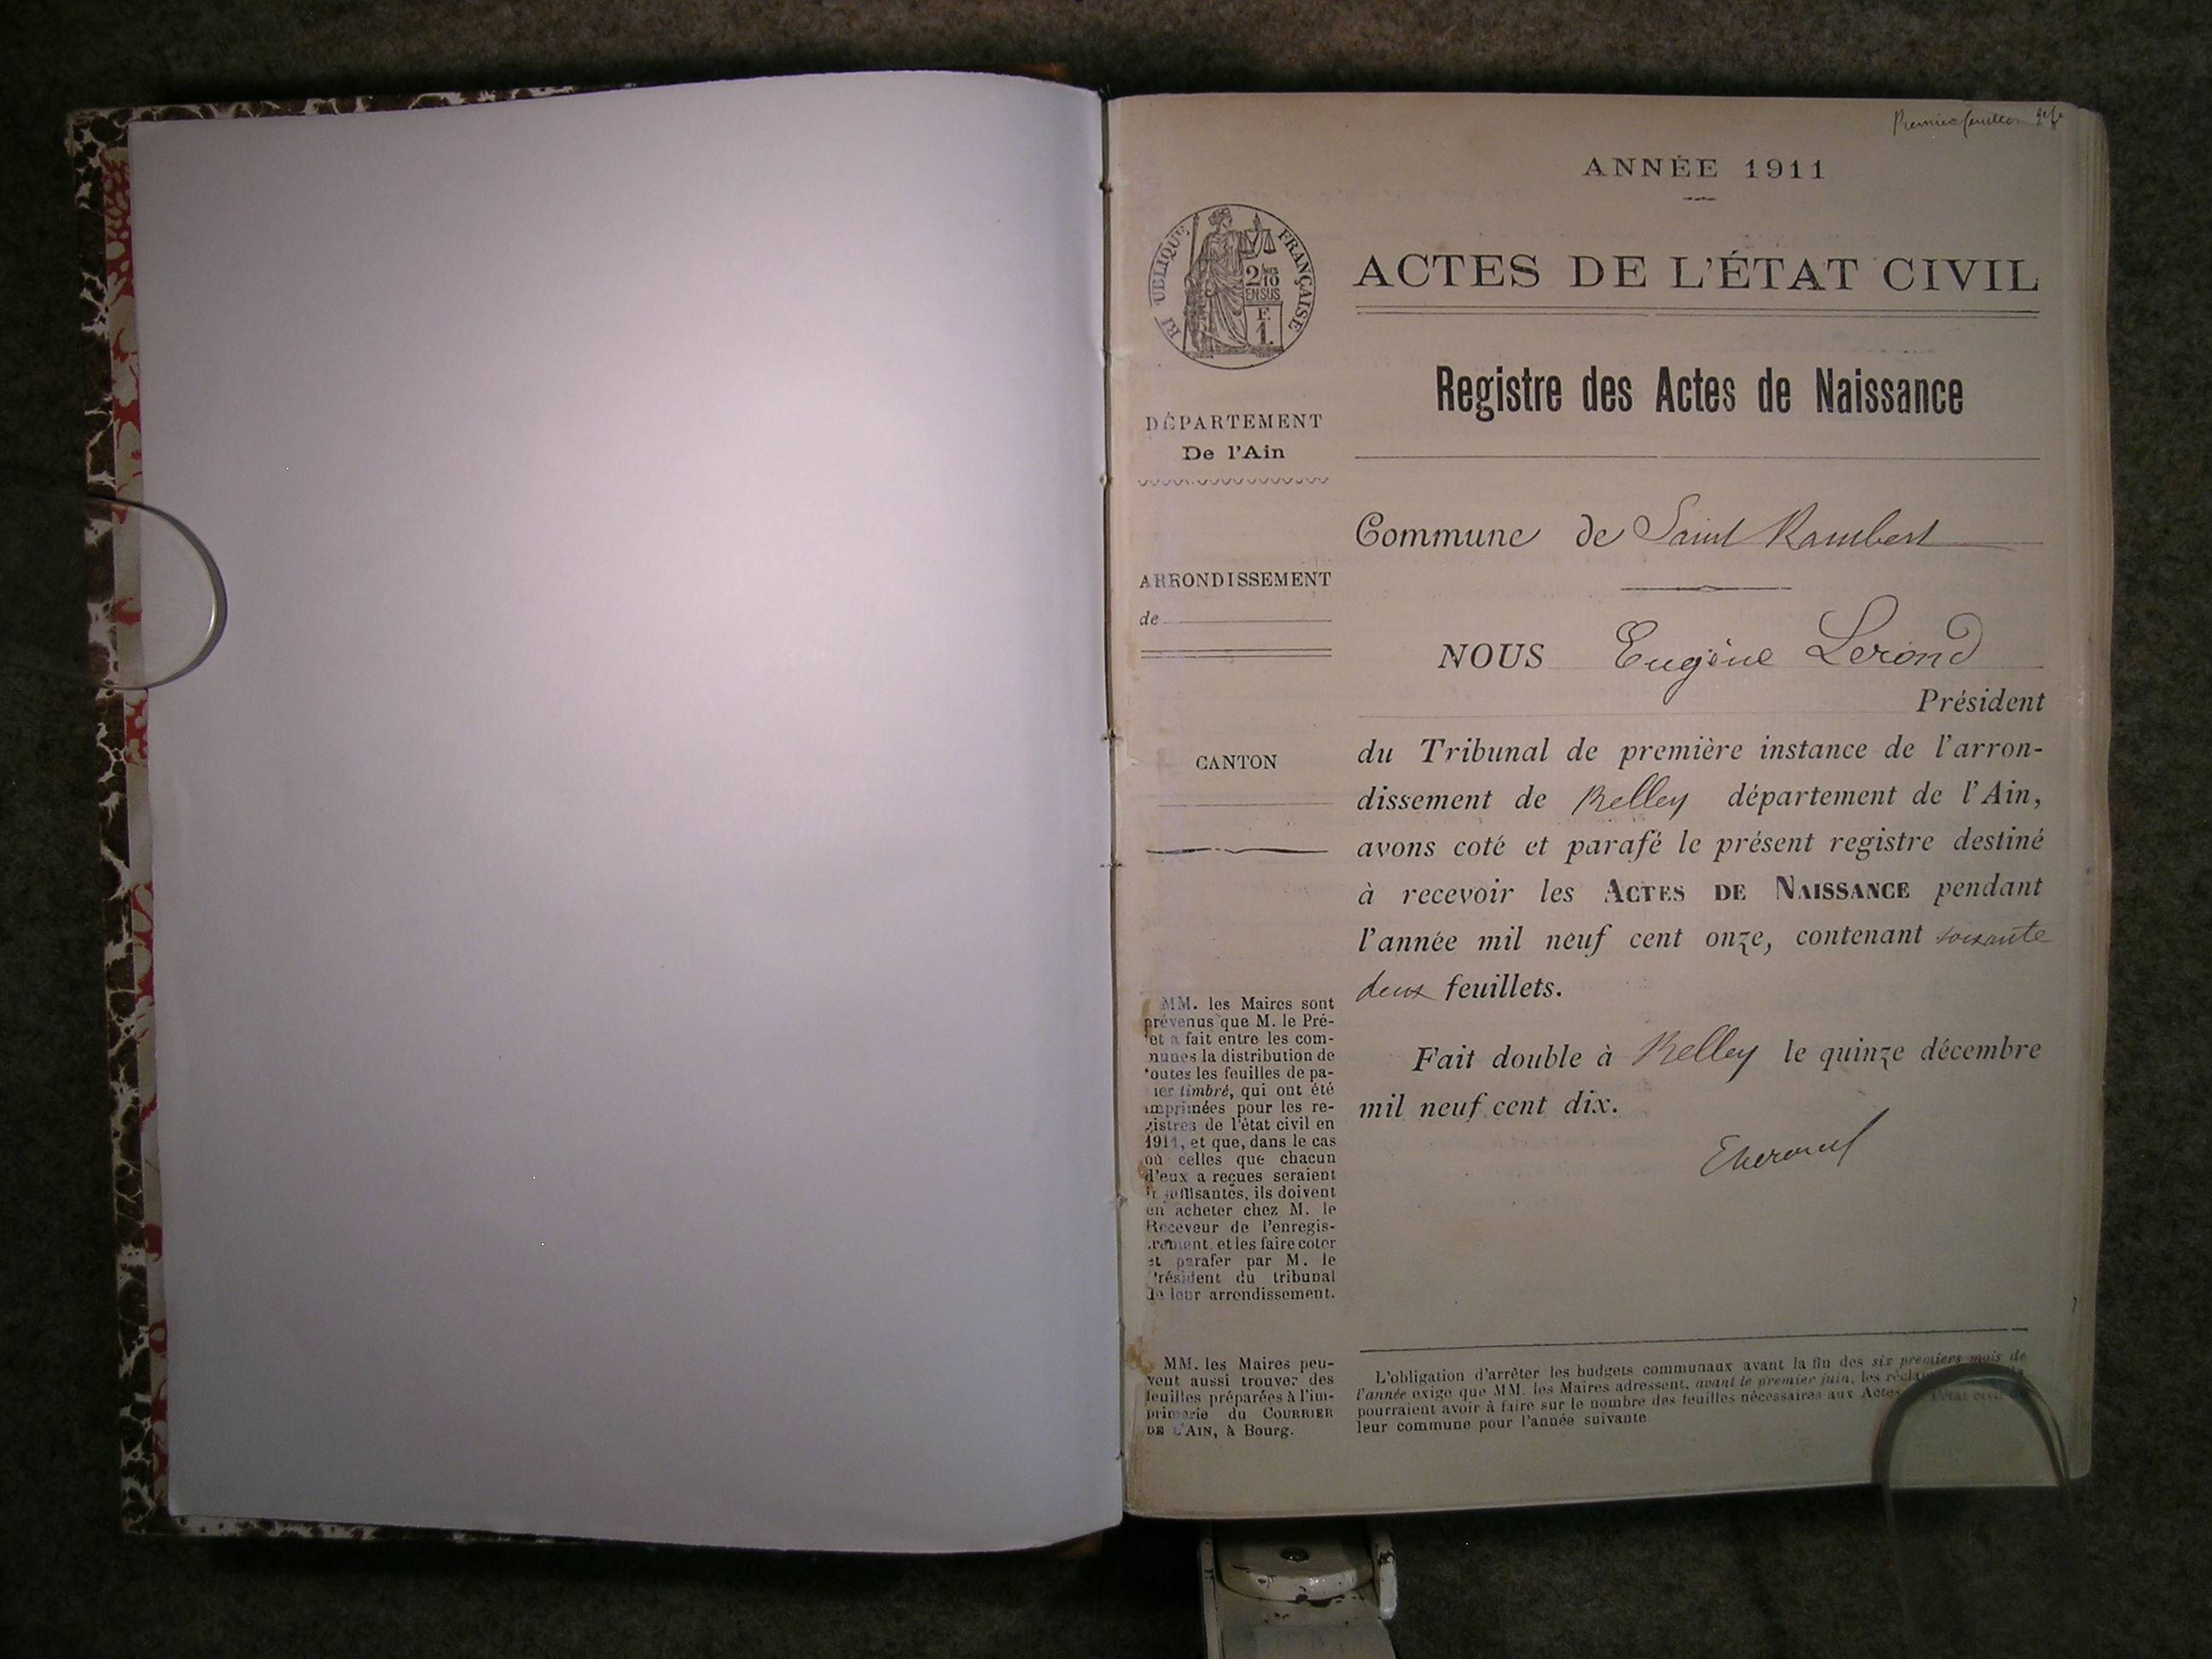 Premier feuillet
ANNÉE 1911
RÉPUBLIQUE FRANÇAISE
2/10 EN SUS
F. 1.
ACTES DE L'ÉTAT CIVIL
Registre des Actes de Naissance
DÉPARTEMENT
De l'Ain
ARRONDISSEMENT
de
CANTON
MM. les Maires sont
prévenus que M. le Pré-
fet a fait entre les com-
munes la distribution de
toutes les feuilles de pa-
pier timbré, qui ont été
imprimées pour les re-
gistres de l'état civil en
1911, et que, dans le cas
où celles que chacun
d'eux a reçues seraient
insuffisantes, ils doivent
en acheter chez M. le
Receveur de l'enregis-
trement, et les faire coter
et parafer par M. le
Président du tribunal
de leur arrondissement.
MM. les Maires peu-
vent aussi trouver des
feuilles préparées à l'im-
primerie du COURRIER
DE L'AIN, à Bourg.
Commune de Saint Rambert
NOUS Eugène Lerond
Président
du Tribunal de première instance de l'arron-
dissement de Belley département de l'Ain,
avons coté et parafé le présent registre destiné
à recevoir les ACTES DE NAISSANCE pendant
l'année mil neuf cent onze, contenant soixante
deux feuillets.
Fait double à Belley le quinze décembre
mil neuf cent dix.
L'obligation d'arrêter les budgets communaux avant la fin des six premiers mois de
l'année exige que MM. les Maires adressent, avant le premier juin, les
pourraient avoir à faire sur le nombre des feuilles nécessaires aux Actes l'état civil
leur commune pour l'année suivante